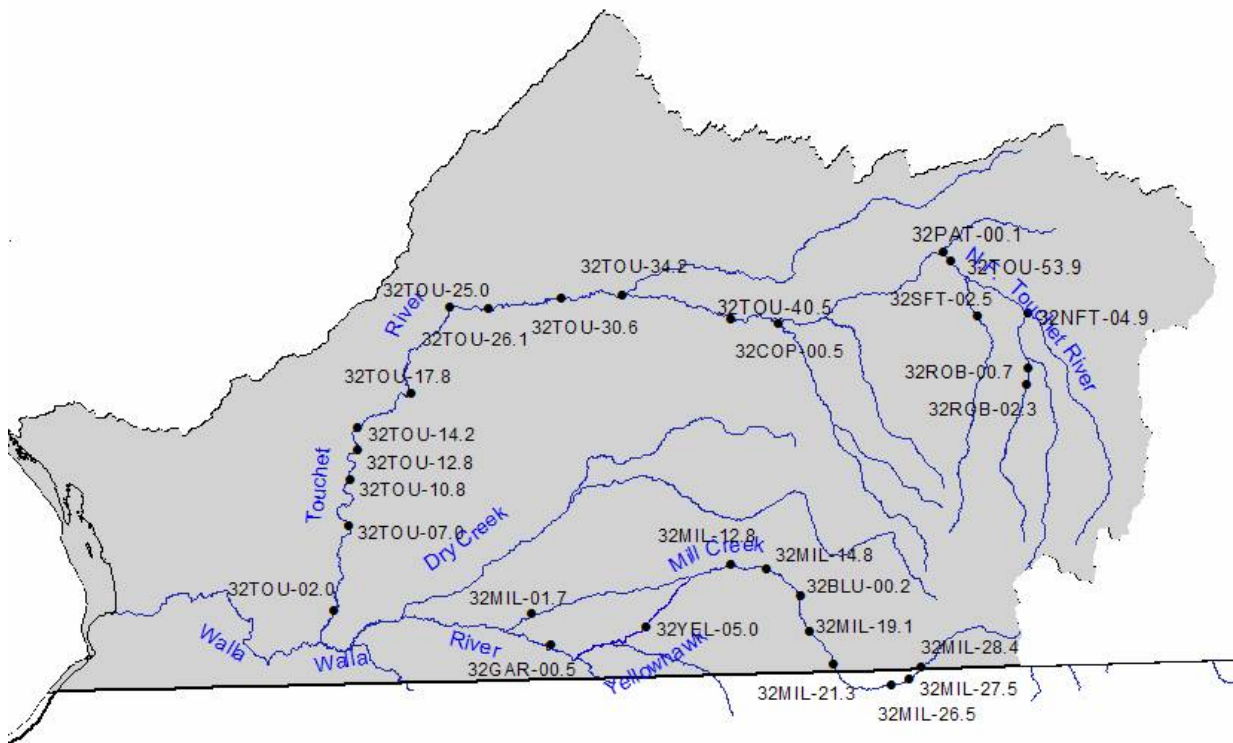 32PAT-00.1
N.F. Touchet River
32TOU-53.9
32TOU-34.2
32TOU-25.0
River
32TOU-40.5
32SFT-02.5
32NFT-04.9
32TOU-30.6
32TOU-26.1
32COP-00.5
32TOU-17.8
32ROB-00.7
32ROB-02.3
32TOU-14.2
32TOU-12.8
32TOU-10.8
Touchet
32TOU-07.0
Dry Creek
32MIL-12.8
Mill Creek
32MIL-14.8
32BLU-00.2
32TOU-02.0
32MIL-01.7
32YEL-05.0
32MIL-19.1
Walla
Walla
River
32GAR-00.5
Yellowhawk
32MIL-28.4
32MIL-21.3
32MIL-27.5
32MIL-26.5